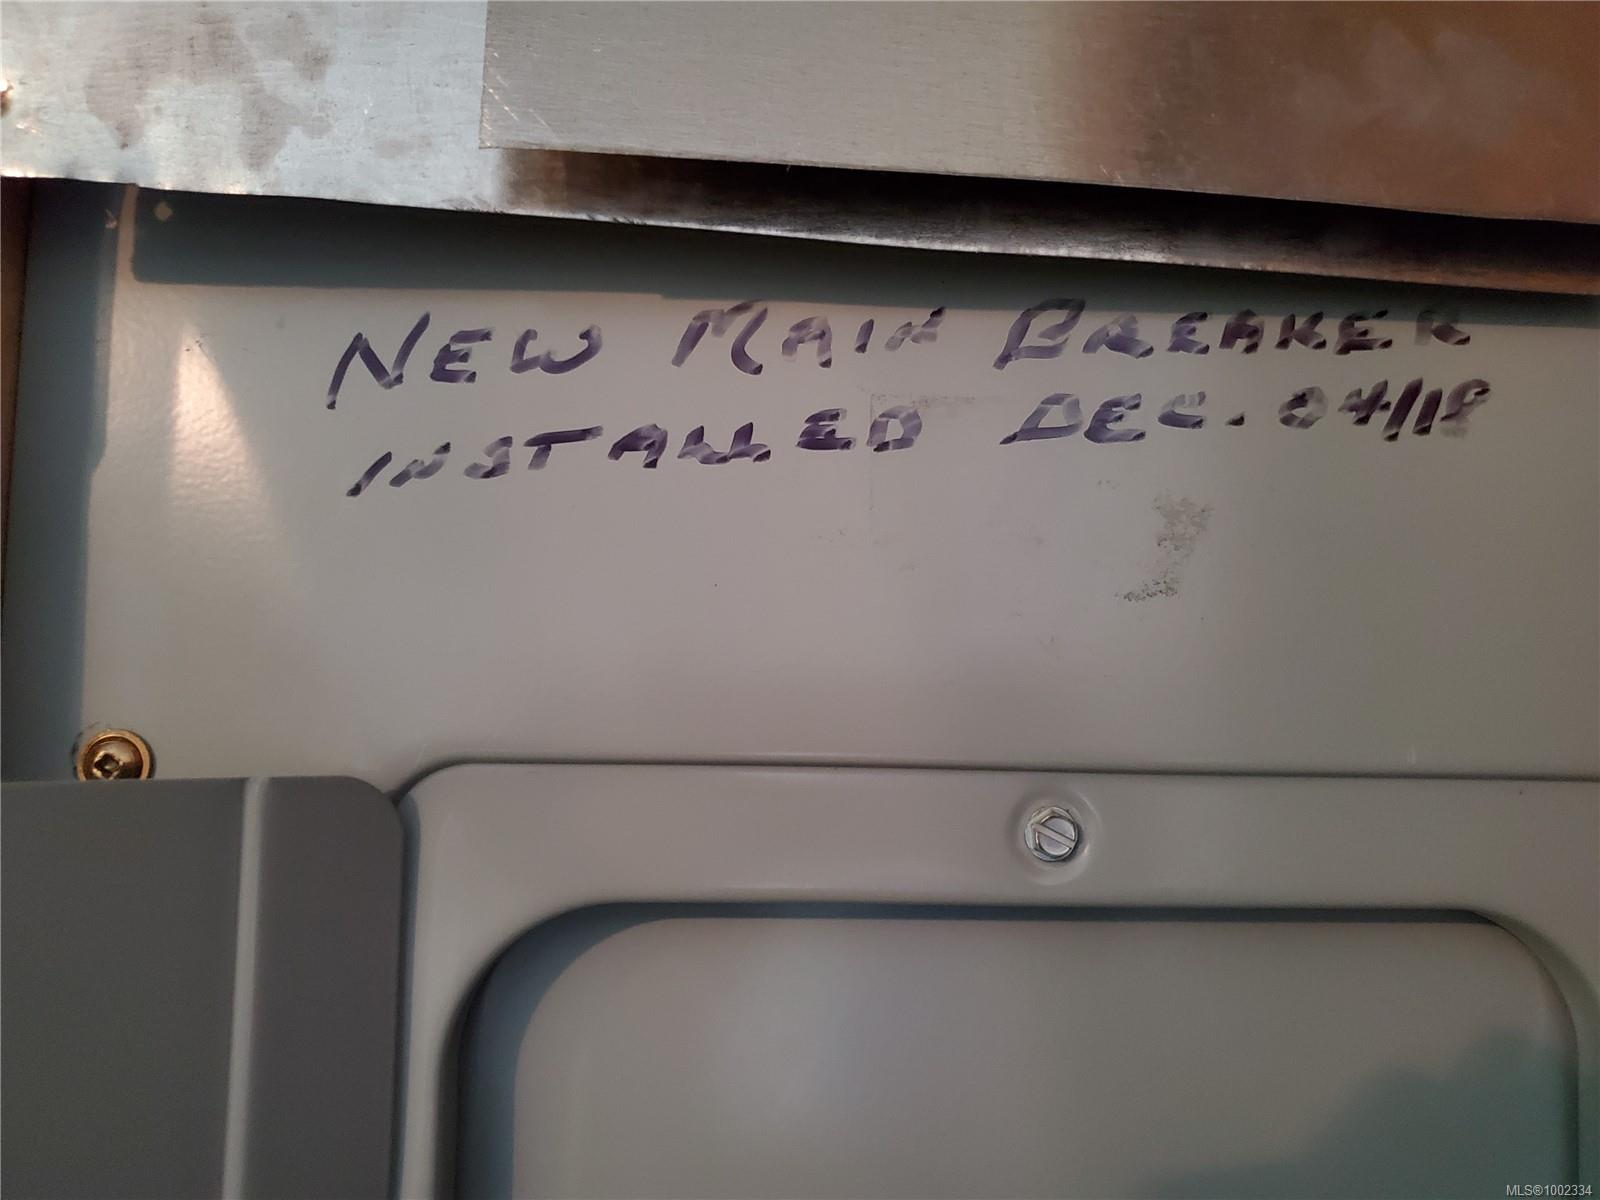 NEW MAIN BREAKER
INSTALLED DEC. 04/18
MLS®1002334